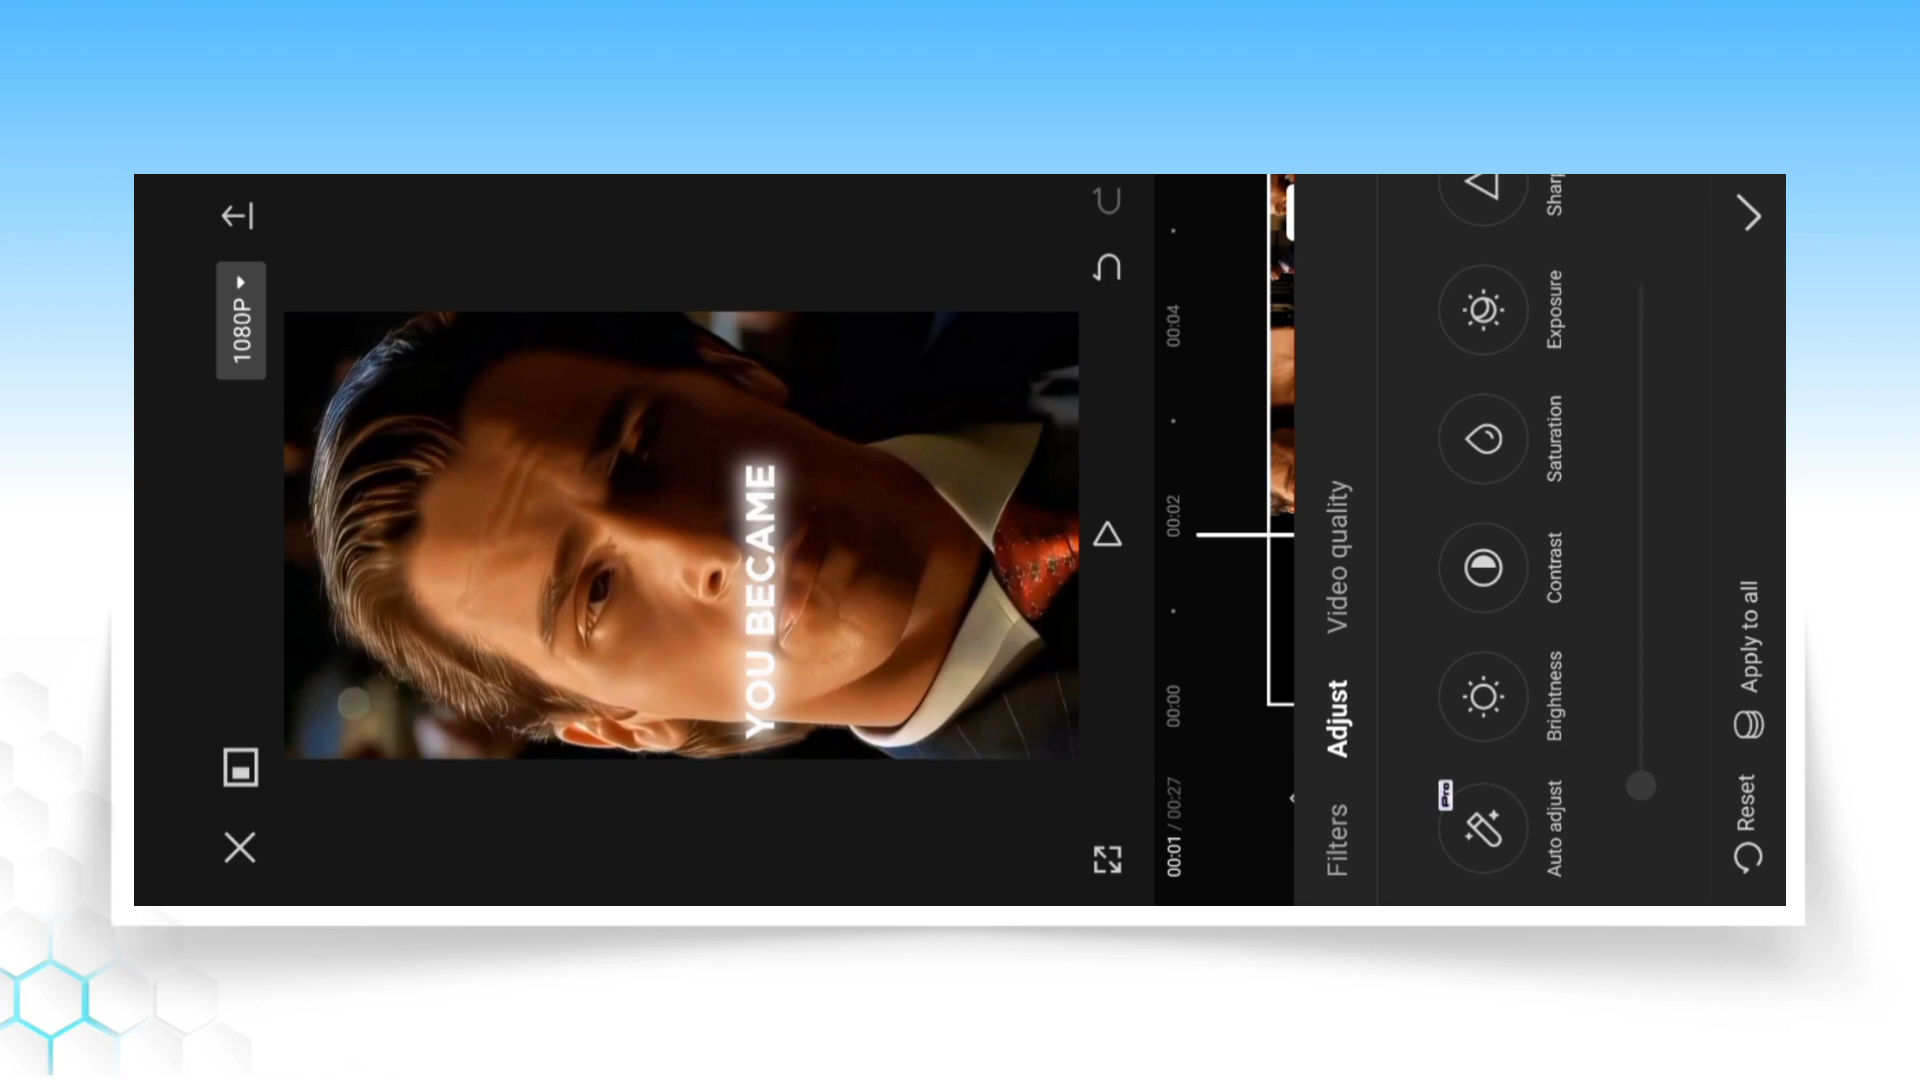 1080P
YOU BECAME
00:01 / 00:27
00:00
00:02
00:04
Filters
Adjust
Video quality
Pro
Auto adjust
Brightness
Contrast
Saturation
Exposure
Reset
Apply to all